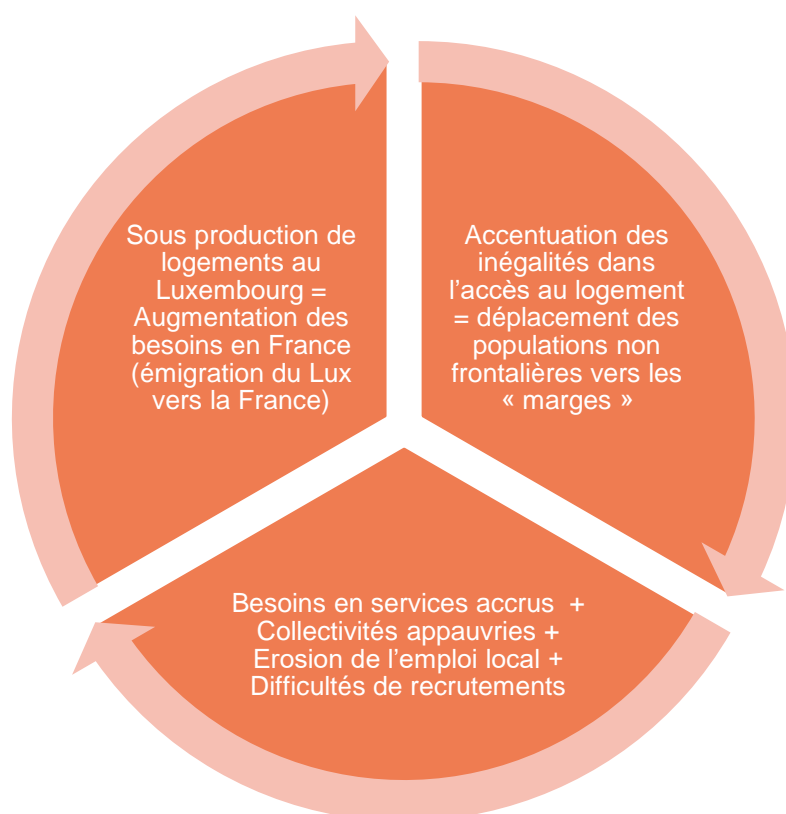 Sous production de
logements au
Luxembourg =
Augmentation des
besoins en France
(émigration du Lux
vers la France)
Accentuation des
inégalités dans
l'accès au logement
= déplacement des
populations non
frontalières vers les
« marges »
Besoins en services accrus +
Collectivités appauvries +
Erosion de l'emploi local +
Difficultés de recrutements